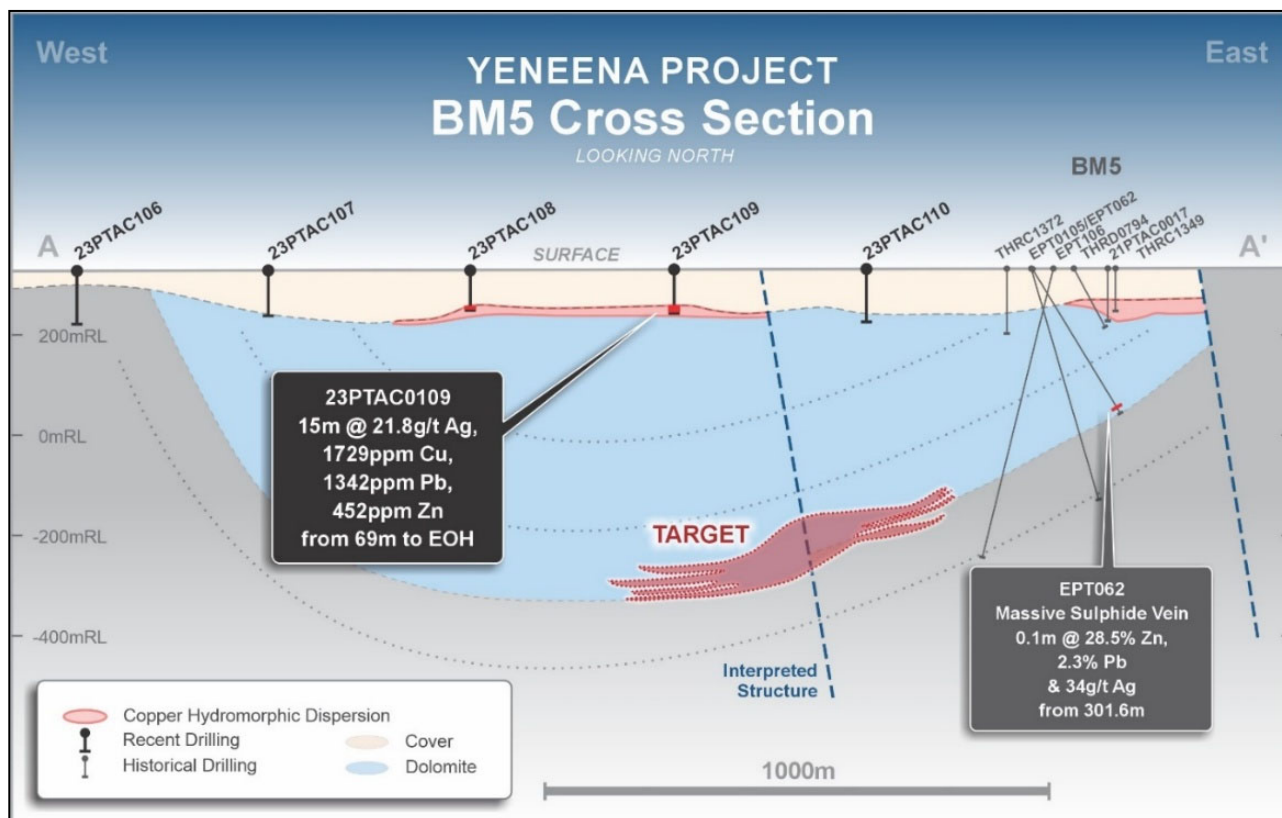 West
East
YENEENA PROJECT
BM5 Cross Section
LOOKING NORTH
BM5
A
23PTAC106
23PTAC107
23PTAC108
SURFACE
23PTAC109
23PTAC110
THRC1372
EPT0105/EPT062
EPT106
THRD0794
21PTAC0017
THRC1349
A'
200mRL
0mRL
-200mRL
-400mRL
23PTAC0109
15m @ 21.8g/t Ag,
1729ppm Cu,
1342ppm Pb,
452ppm Zn
from 69m to EOH
TARGET
Interpreted
Structure
EPT062
Massive Sulphide Vein
0.1m @ 28.5% Zn,
2.3% Pb
& 34g/t Ag
from 301.6m
Copper Hydromorphic Dispersion
Recent Drilling
Cover
Historical Drilling
Dolomite
1000m